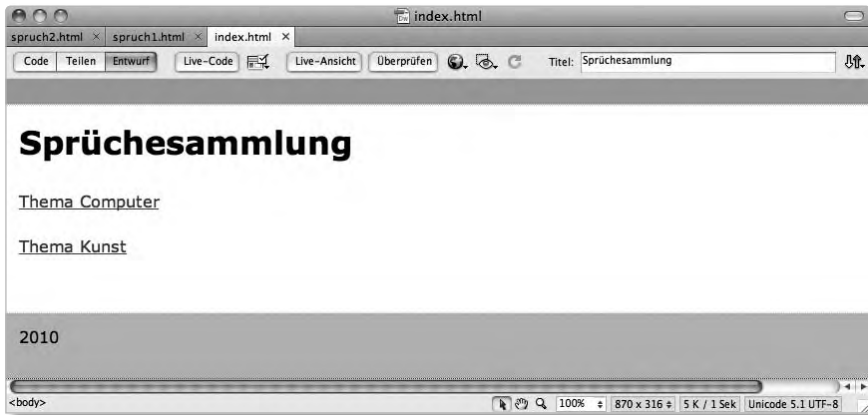 index.html
spruch2.html × spruch1.html × index.html ×
Code Teilen Entwurf Live-Code Live-Ansicht Überprüfen Titel: Sprüchesammlung
Sprüchesammlung
Thema Computer
Thema Kunst
2010
<body> 100% 870 x 316 5 K / 1 Sek Unicode 5.1 UTF-8